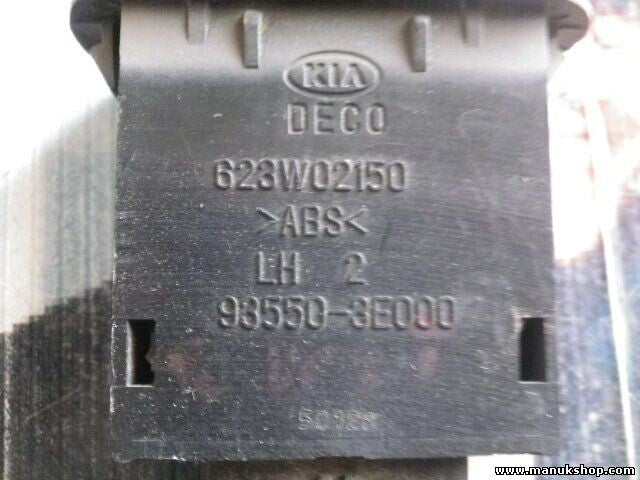 KIA
DECO
623W02150
>ABS<
LH 2
93550-3E000
www.manukshop.com